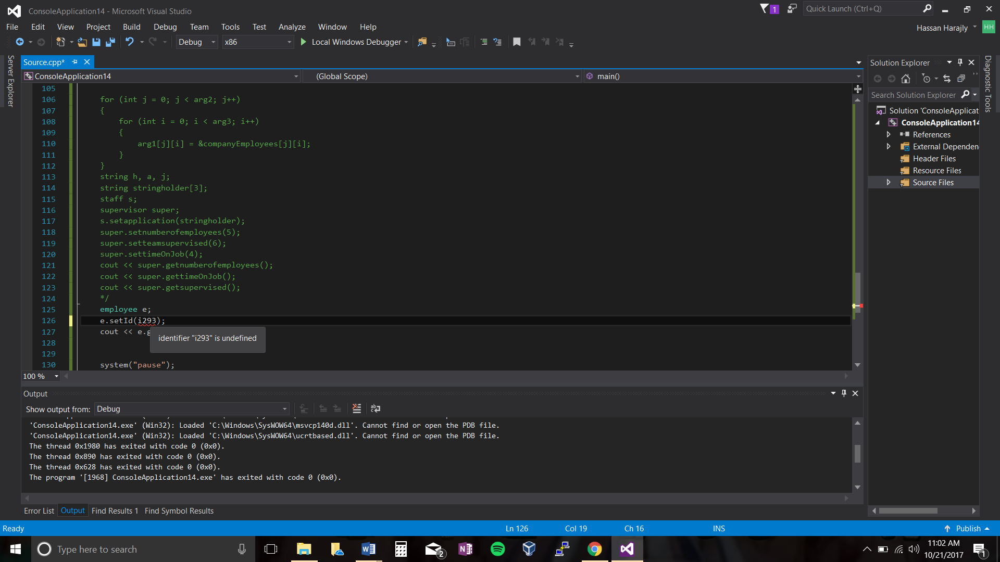 ConsoleApplication14 - Microsoft Visual Studio
1
Quick Launch (Ctrl+Q)
File Edit View Project Build Debug Team Tools Test Analyze Window Help
Hassan Harajly HH
Debug x86 Local Windows Debugger
Server Explorer
Source.cpp*
ConsoleApplication14 (Global Scope) main()
105
106 for (int j = 0; j < arg2; j++)
107 {
108 for (int i = 0; i < arg3; i++)
109 {
110 arg1[j][i] = &companyEmployees[j][i];
111 }
112 }
113 string h, a, j;
114 string stringholder[3];
115 staff s;
116 supervisor super;
117 s.setapplication(stringholder);
118 super.setnumberofemployees(5);
119 super.setteamsupervised(6);
120 super.settimeOnJob(4);
121 cout << super.getnumberofemployees();
122 cout << super.gettimeOnJob();
123 cout << super.getsupervised();
124 */
125 employee e;
126 e.setId(i293);
127 cout << e.g
identifier "i293" is undefined
128
129
130 system("pause");
100 %
Solution Explorer
Search Solution Explorer
Solution 'ConsoleApplicat
ConsoleApplication14
References
External Dependen
Header Files
Resource Files
Source Files
Diagnostic Tools
Output
Show output from: Debug
'ConsoleApplication14.exe' (Win32): Loaded 'C:\Windows\SysWOW64\msvcp140d.dll'. Cannot find or open the PDB file.
'ConsoleApplication14.exe' (Win32): Loaded 'C:\Windows\SysWOW64\ucrtbased.dll'. Cannot find or open the PDB file.
The thread 0x1980 has exited with code 0 (0x0).
The thread 0x890 has exited with code 0 (0x0).
The thread 0x628 has exited with code 0 (0x0).
The program '[1968] ConsoleApplication14.exe' has exited with code 0 (0x0).
Error List Output Find Results 1 Find Symbol Results
Ready Ln 126 Col 19 Ch 16 INS Publish
Type here to search
2
11:02 AM
10/21/2017
1